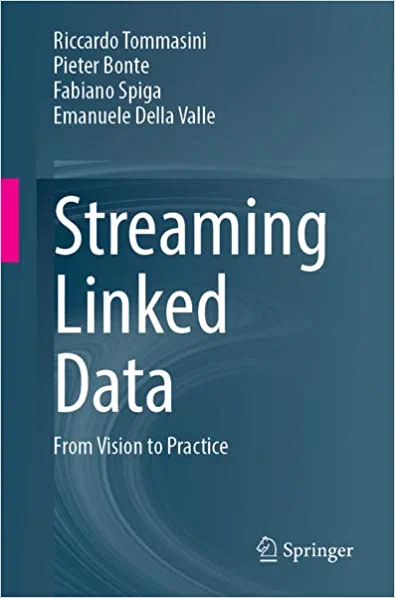 Riccardo Tommasini
Pieter Bonte
Fabiano Spiga
Emanuele Della Valle
Streaming
Linked
Data
From Vision to Practice
Springer